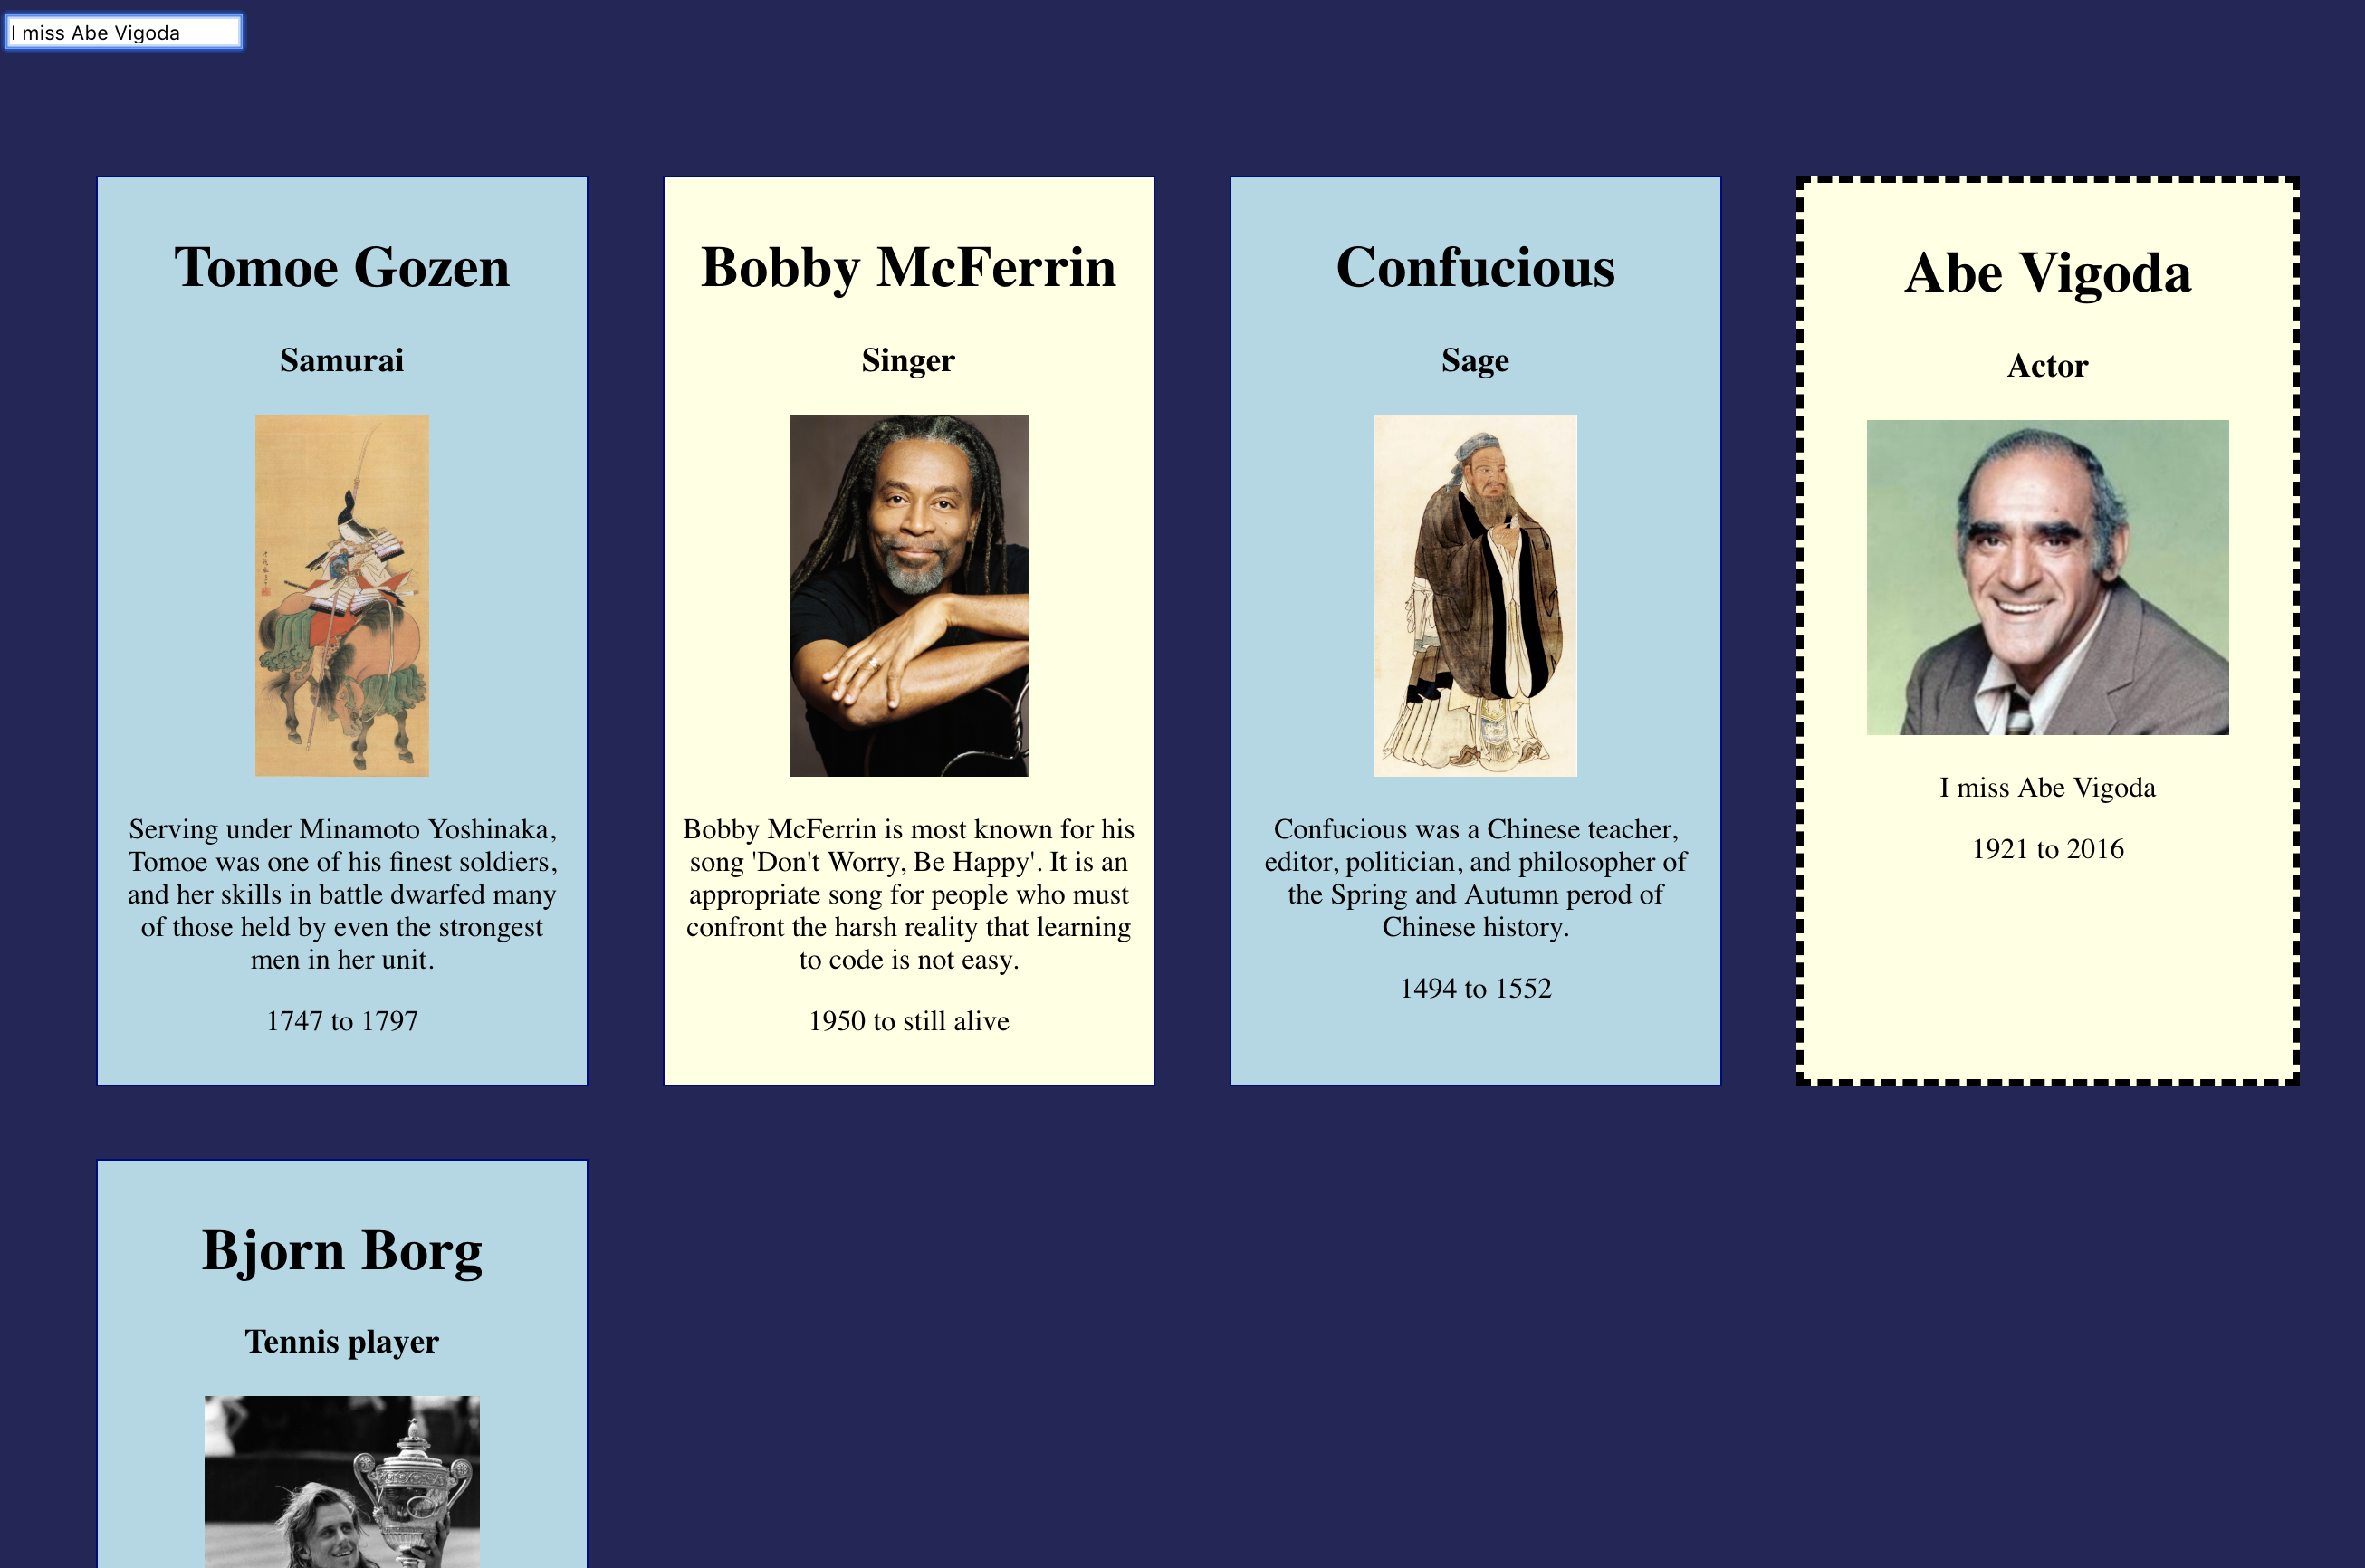 I miss Abe Vigoda
Tomoe Gozen
Samurai
Serving under Minamoto Yoshinaka,
Tomoe was one of his finest soldiers,
and her skills in battle dwarfed many
of those held by even the strongest
men in her unit.
1747 to 1797
Bobby McFerrin
Singer
Bobby McFerrin is most known for his
song 'Don't Worry, Be Happy'. It is an
appropriate song for people who must
confront the harsh reality that learning
to code is not easy.
1950 to still alive
Confucious
Sage
Confucious was a Chinese teacher,
editor, politician, and philosopher of
the Spring and Autumn perod of
Chinese history.
1494 to 1552
Abe Vigoda
Actor
I miss Abe Vigoda
1921 to 2016
Bjorn Borg
Tennis player